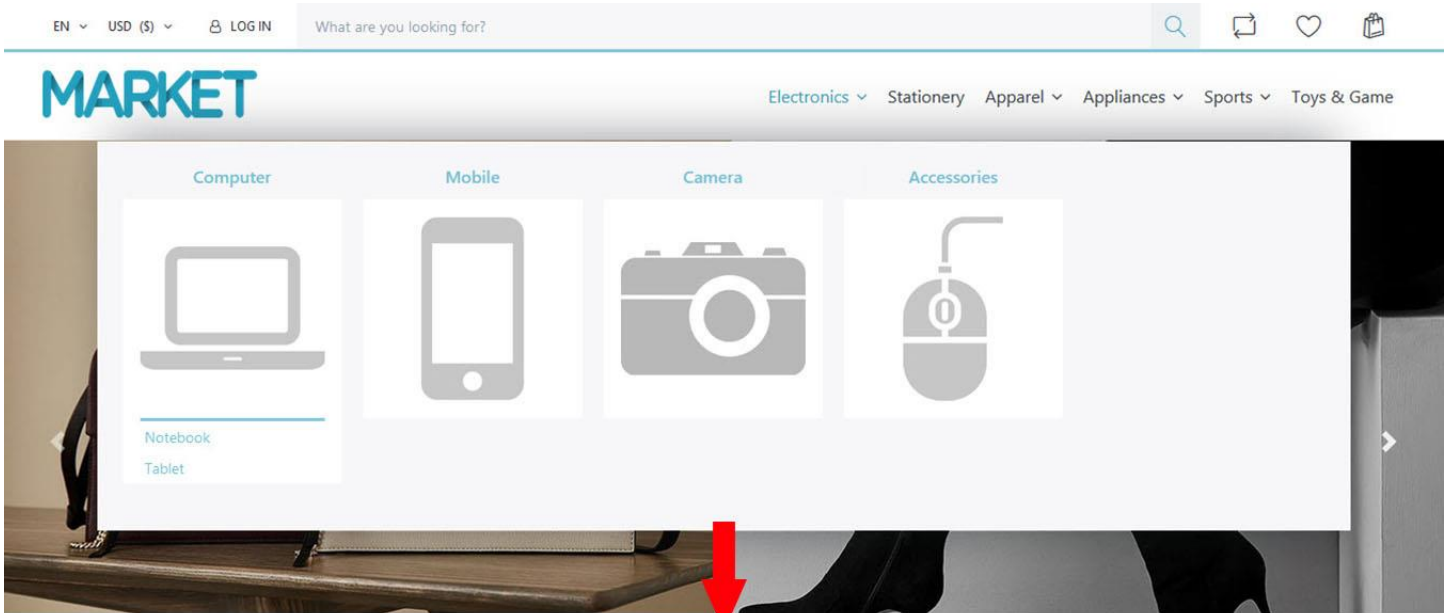 EN USD ($) LOG IN What are you looking for?
MARKET
Electronics Stationery Apparel Appliances Sports Toys & Game
Computer Mobile Camera Accessories
Notebook
Tablet